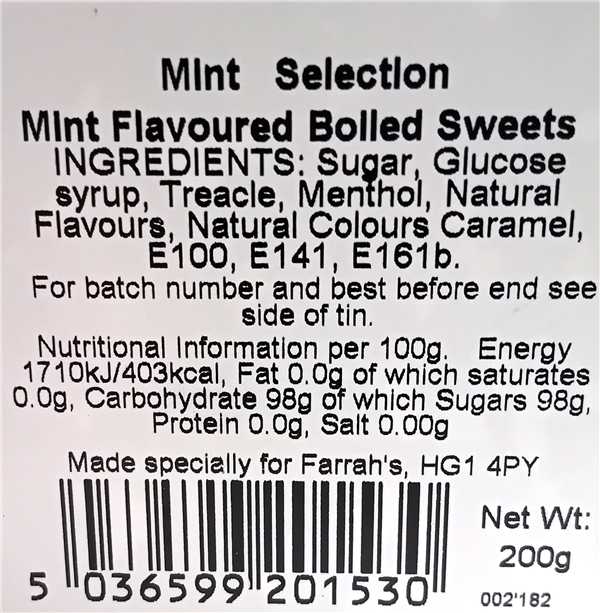 Mint Selection
Mint Flavoured Boiled Sweets
INGREDIENTS: Sugar, Glucose
syrup, Treacle, Menthol, Natural
Flavours, Natural Colours Caramel,
E100, E141, E161b.
For batch number and best before end see
side of tin.
Nutritional Information per 100g. Energy
1710kJ/403kcal, Fat 0.0g of which saturates
0.0g, Carbohydrate 98g of which Sugars 98g,
Protein 0.0g, Salt 0.00g
Made specially for Farrah's, HG1 4PY
Net Wt:
200g
5 036599 201530
002'182